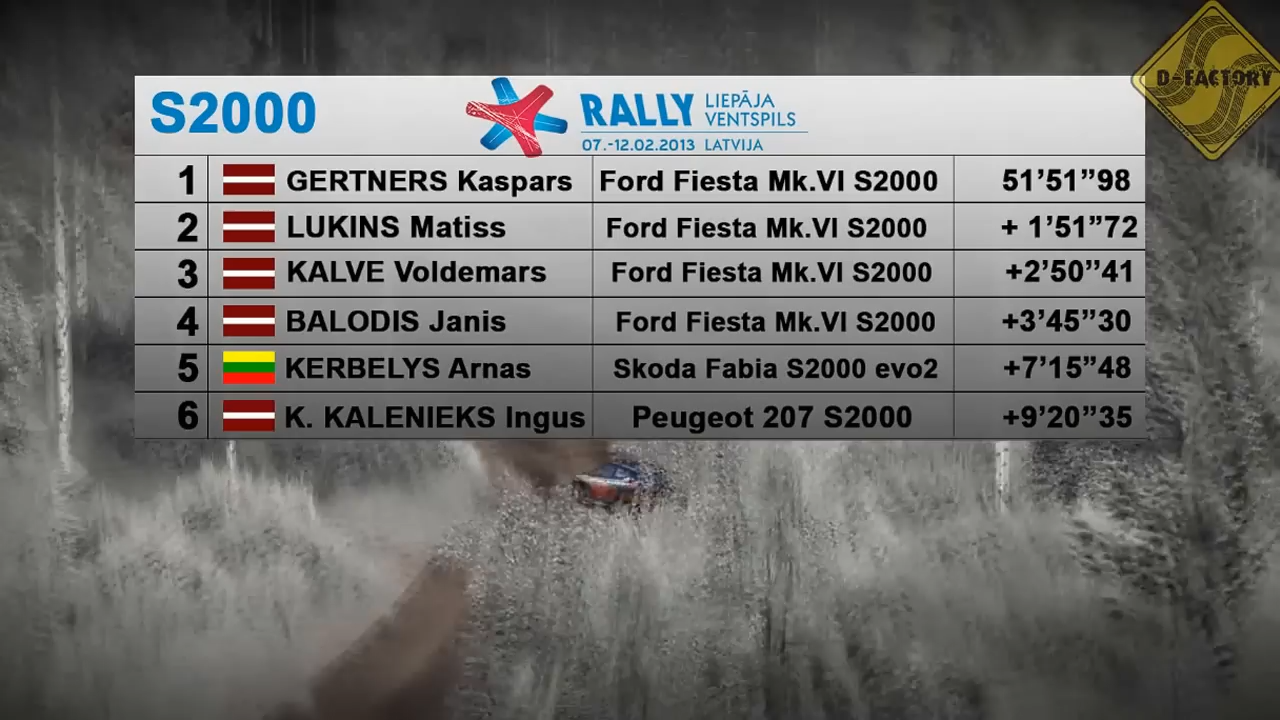 D-FACTORY
S2000 RALLY LIEPĀJA
VENTSPILS
07.-12.02.2013 LATVIJA
1 GERTNERS Kaspars Ford Fiesta Mk.VI S2000 51’51”98
2 LUKINS Matiss Ford Fiesta Mk.VI S2000 + 1’51”72
3 KALVE Voldemars Ford Fiesta Mk.VI S2000 +2’50”41
4 BALODIS Janis Ford Fiesta Mk.VI S2000 +3’45”30
5 KERBELYS Arnas Skoda Fabia S2000 evo2 +7’15”48
6 K. KALENIEKS Ingus Peugeot 207 S2000 +9’20”35